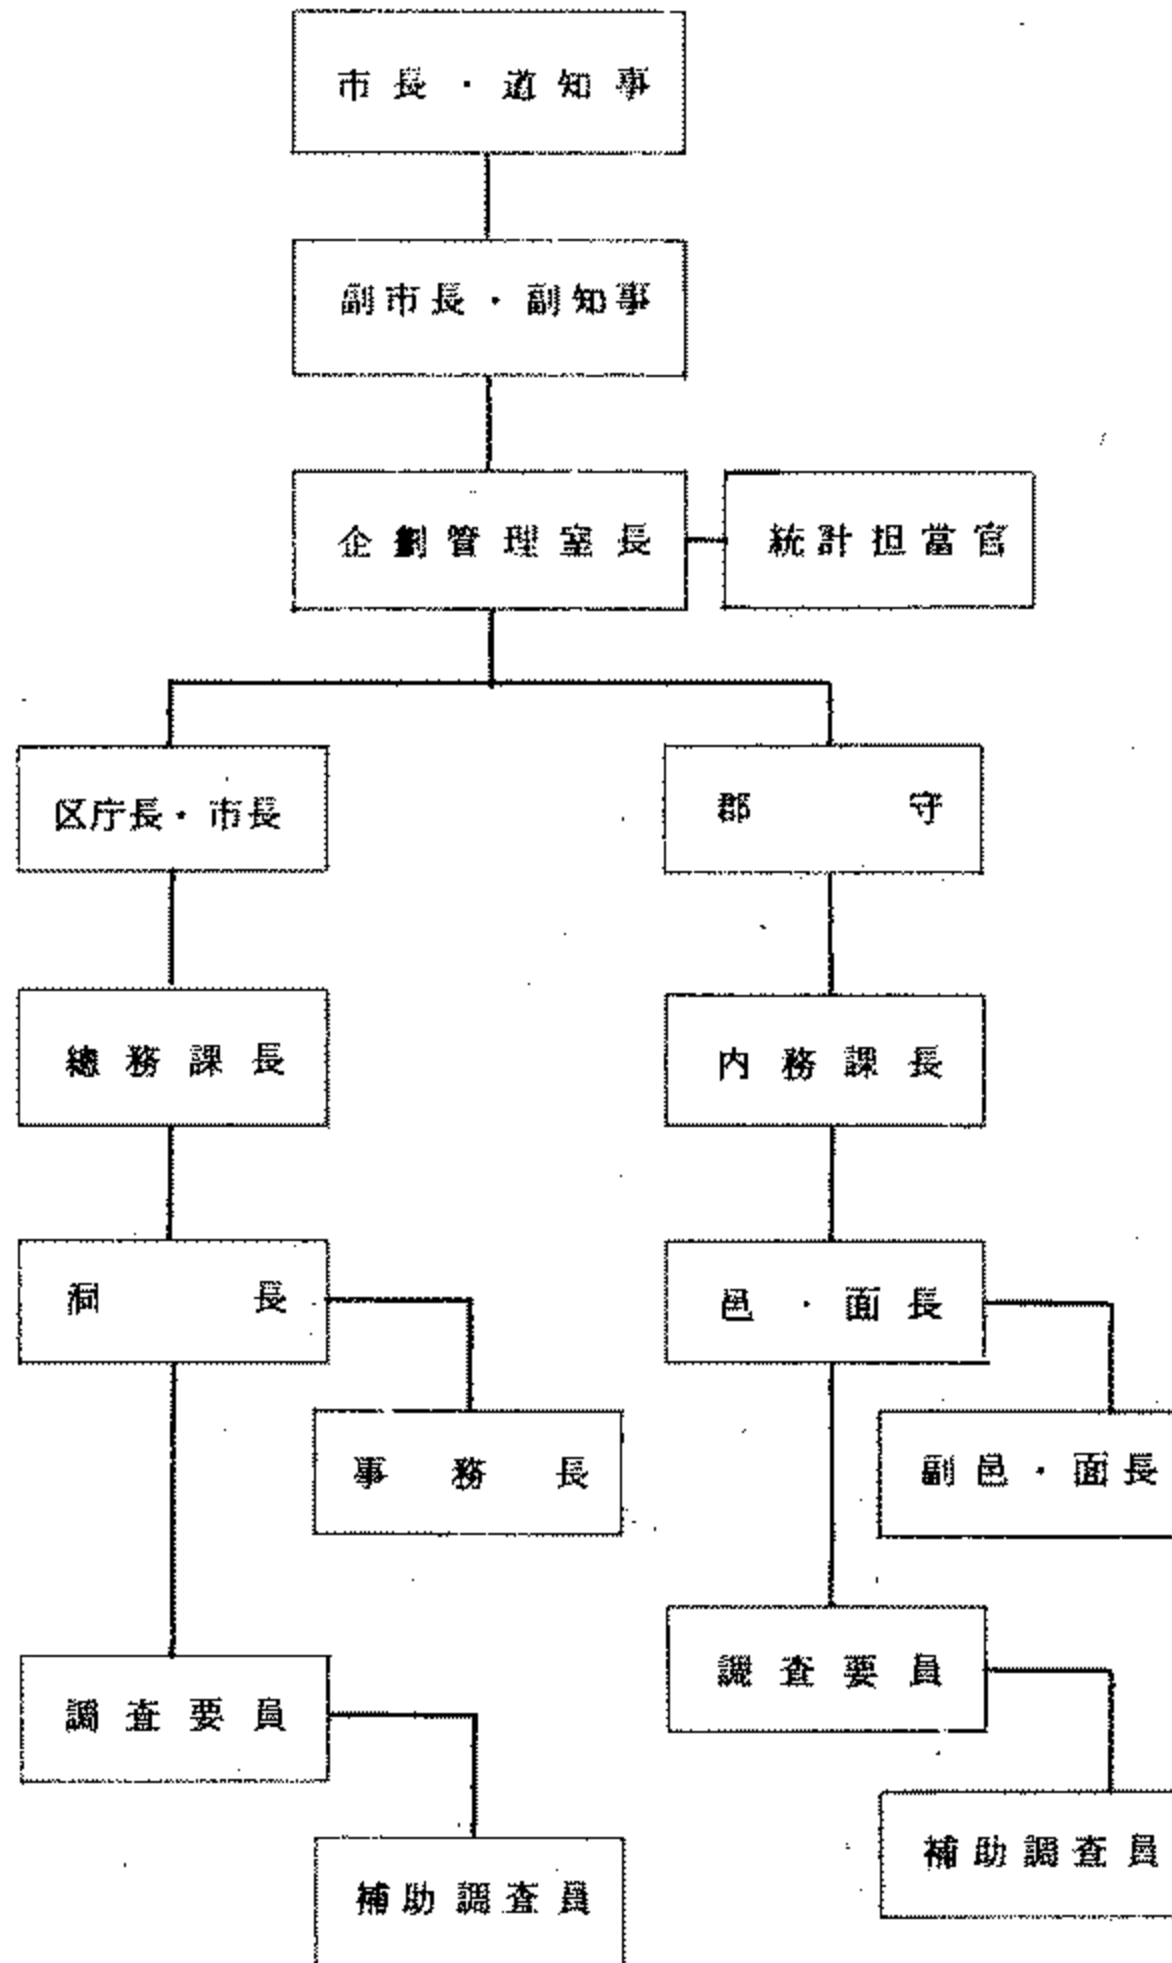 市長・道知事
副市長・副知事
企劃管理室長
統計担當官
区庁長・市長
郡守
總務課長
内務課長
洞長
邑・面長
事務長
副邑・面長
調査要員
調査要員
補助調査員
補助調査員